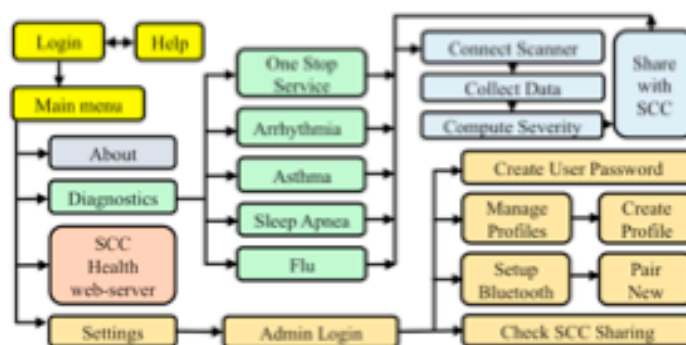 Login
Help
Main menu
About
Diagnostics
SCC
Health
web-server
Settings
One Stop
Service
Arrhythmia
Asthma
Sleep Apnea
Flu
Admin Login
Connect Scanner
Collect Data
Compute Severity
Share
with
SCC
Create User Password
Manage
Profiles
Create
Profile
Setup
Bluetooth
Pair
New
Check SCC Sharing